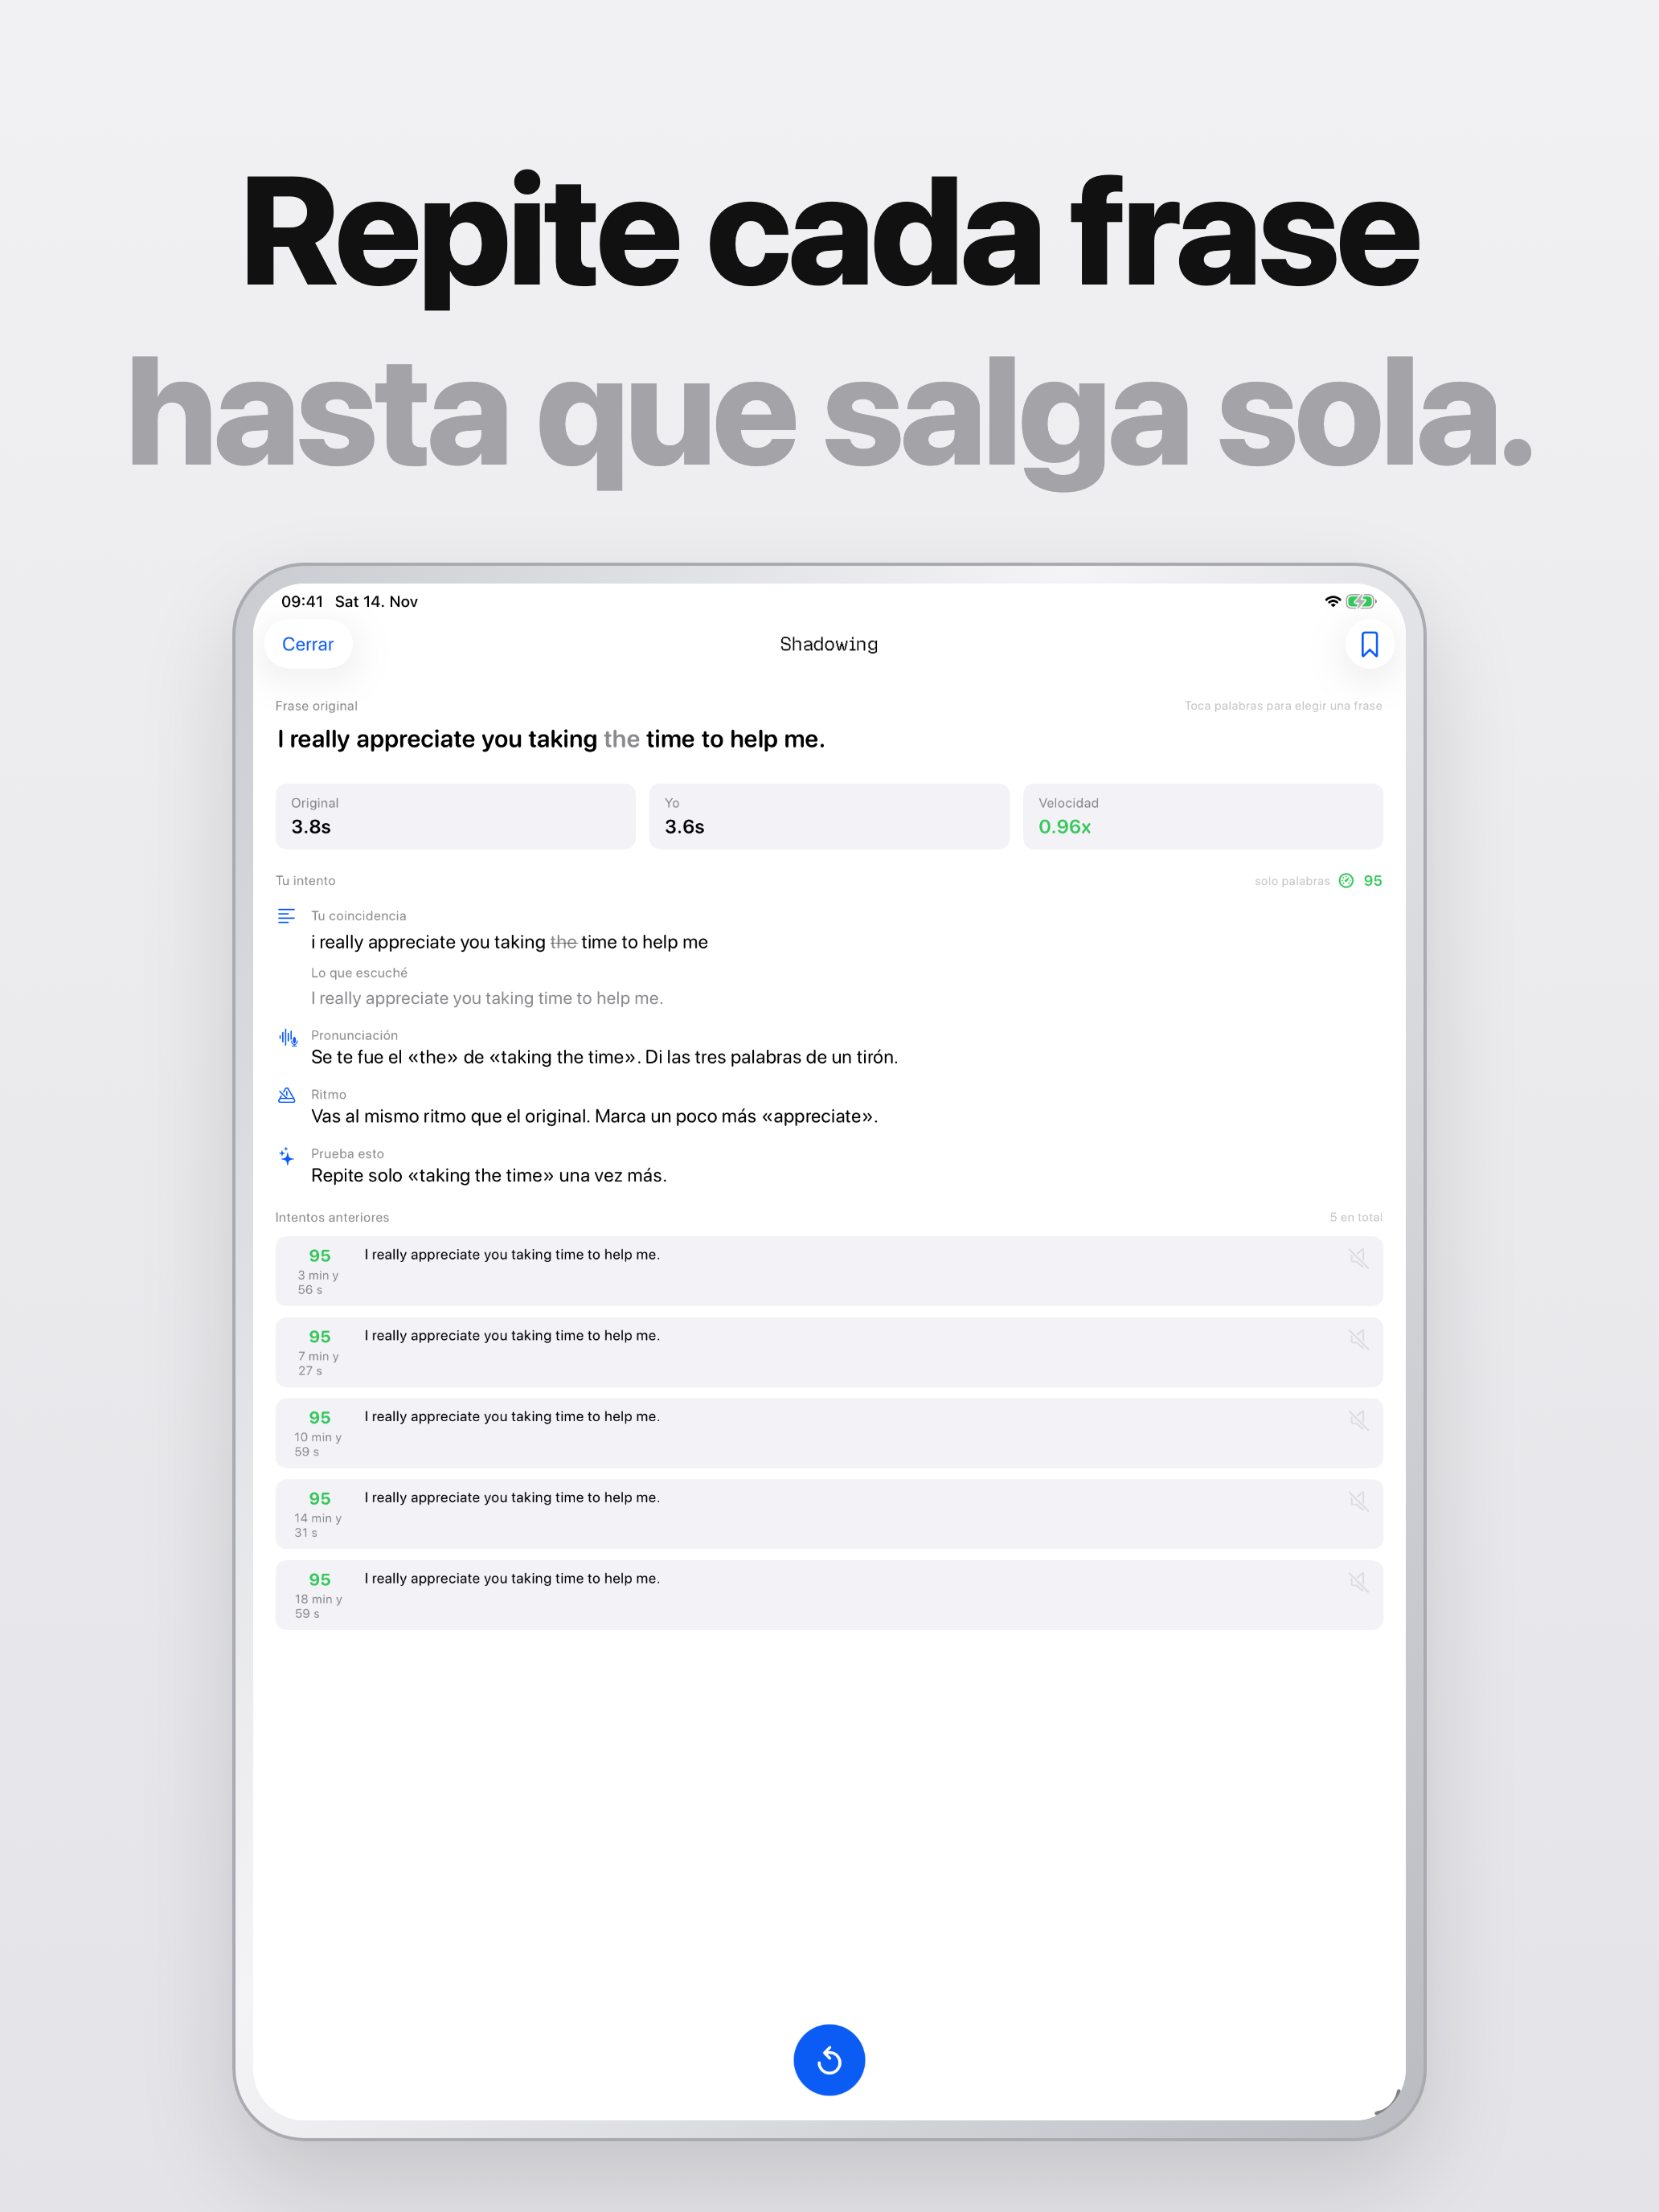 Repite cada frase
hasta que salga sola.
09:41 Sat 14. Nov
Cerrar
Shadowing
Frase original
Toca palabras para elegir una frase
I really appreciate you taking the time to help me.
Original
3.8s
Yo
3.6s
Velocidad
0.96x
Tu intento
solo palabras 95
Tu coincidencia
i really appreciate you taking the time to help me
Lo que escuché
I really appreciate you taking time to help me.
Pronunciación
Se te fue el «the» de «taking the time». Di las tres palabras de un tirón.
Ritmo
Vas al mismo ritmo que el original. Marca un poco más «appreciate».
Prueba esto
Repite solo «taking the time» una vez más.
Intentos anteriores
5 en total
95
3 min y
56 s
I really appreciate you taking time to help me.
95
7 min y
27 s
I really appreciate you taking time to help me.
95
10 min y
59 s
I really appreciate you taking time to help me.
95
14 min y
31 s
I really appreciate you taking time to help me.
95
18 min y
59 s
I really appreciate you taking time to help me.